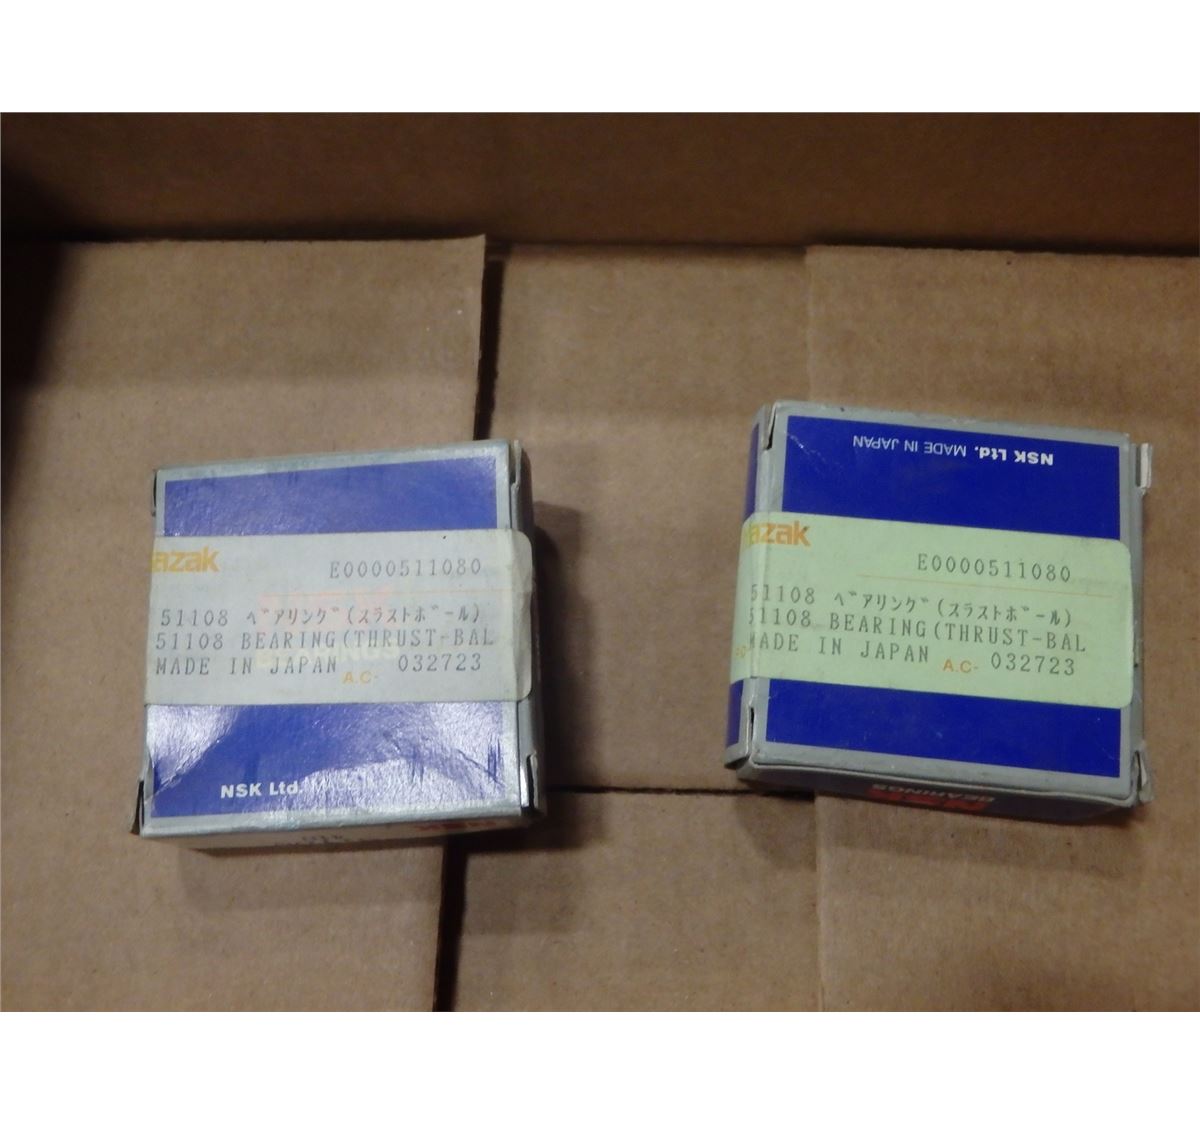 azak
E0000511080
51108 ベアリング(スラストボール)
51108 BEARING(THRUST-BAL
MADE IN JAPAN 032723
A.C-
NSK Ltd.
NSK Ltd. MADE IN JAPAN
azak
E0000511080
51108 ベアリング(スラストボール)
51108 BEARING(THRUST-BAL
MADE IN JAPAN 032723
A.C-
BEARINGS